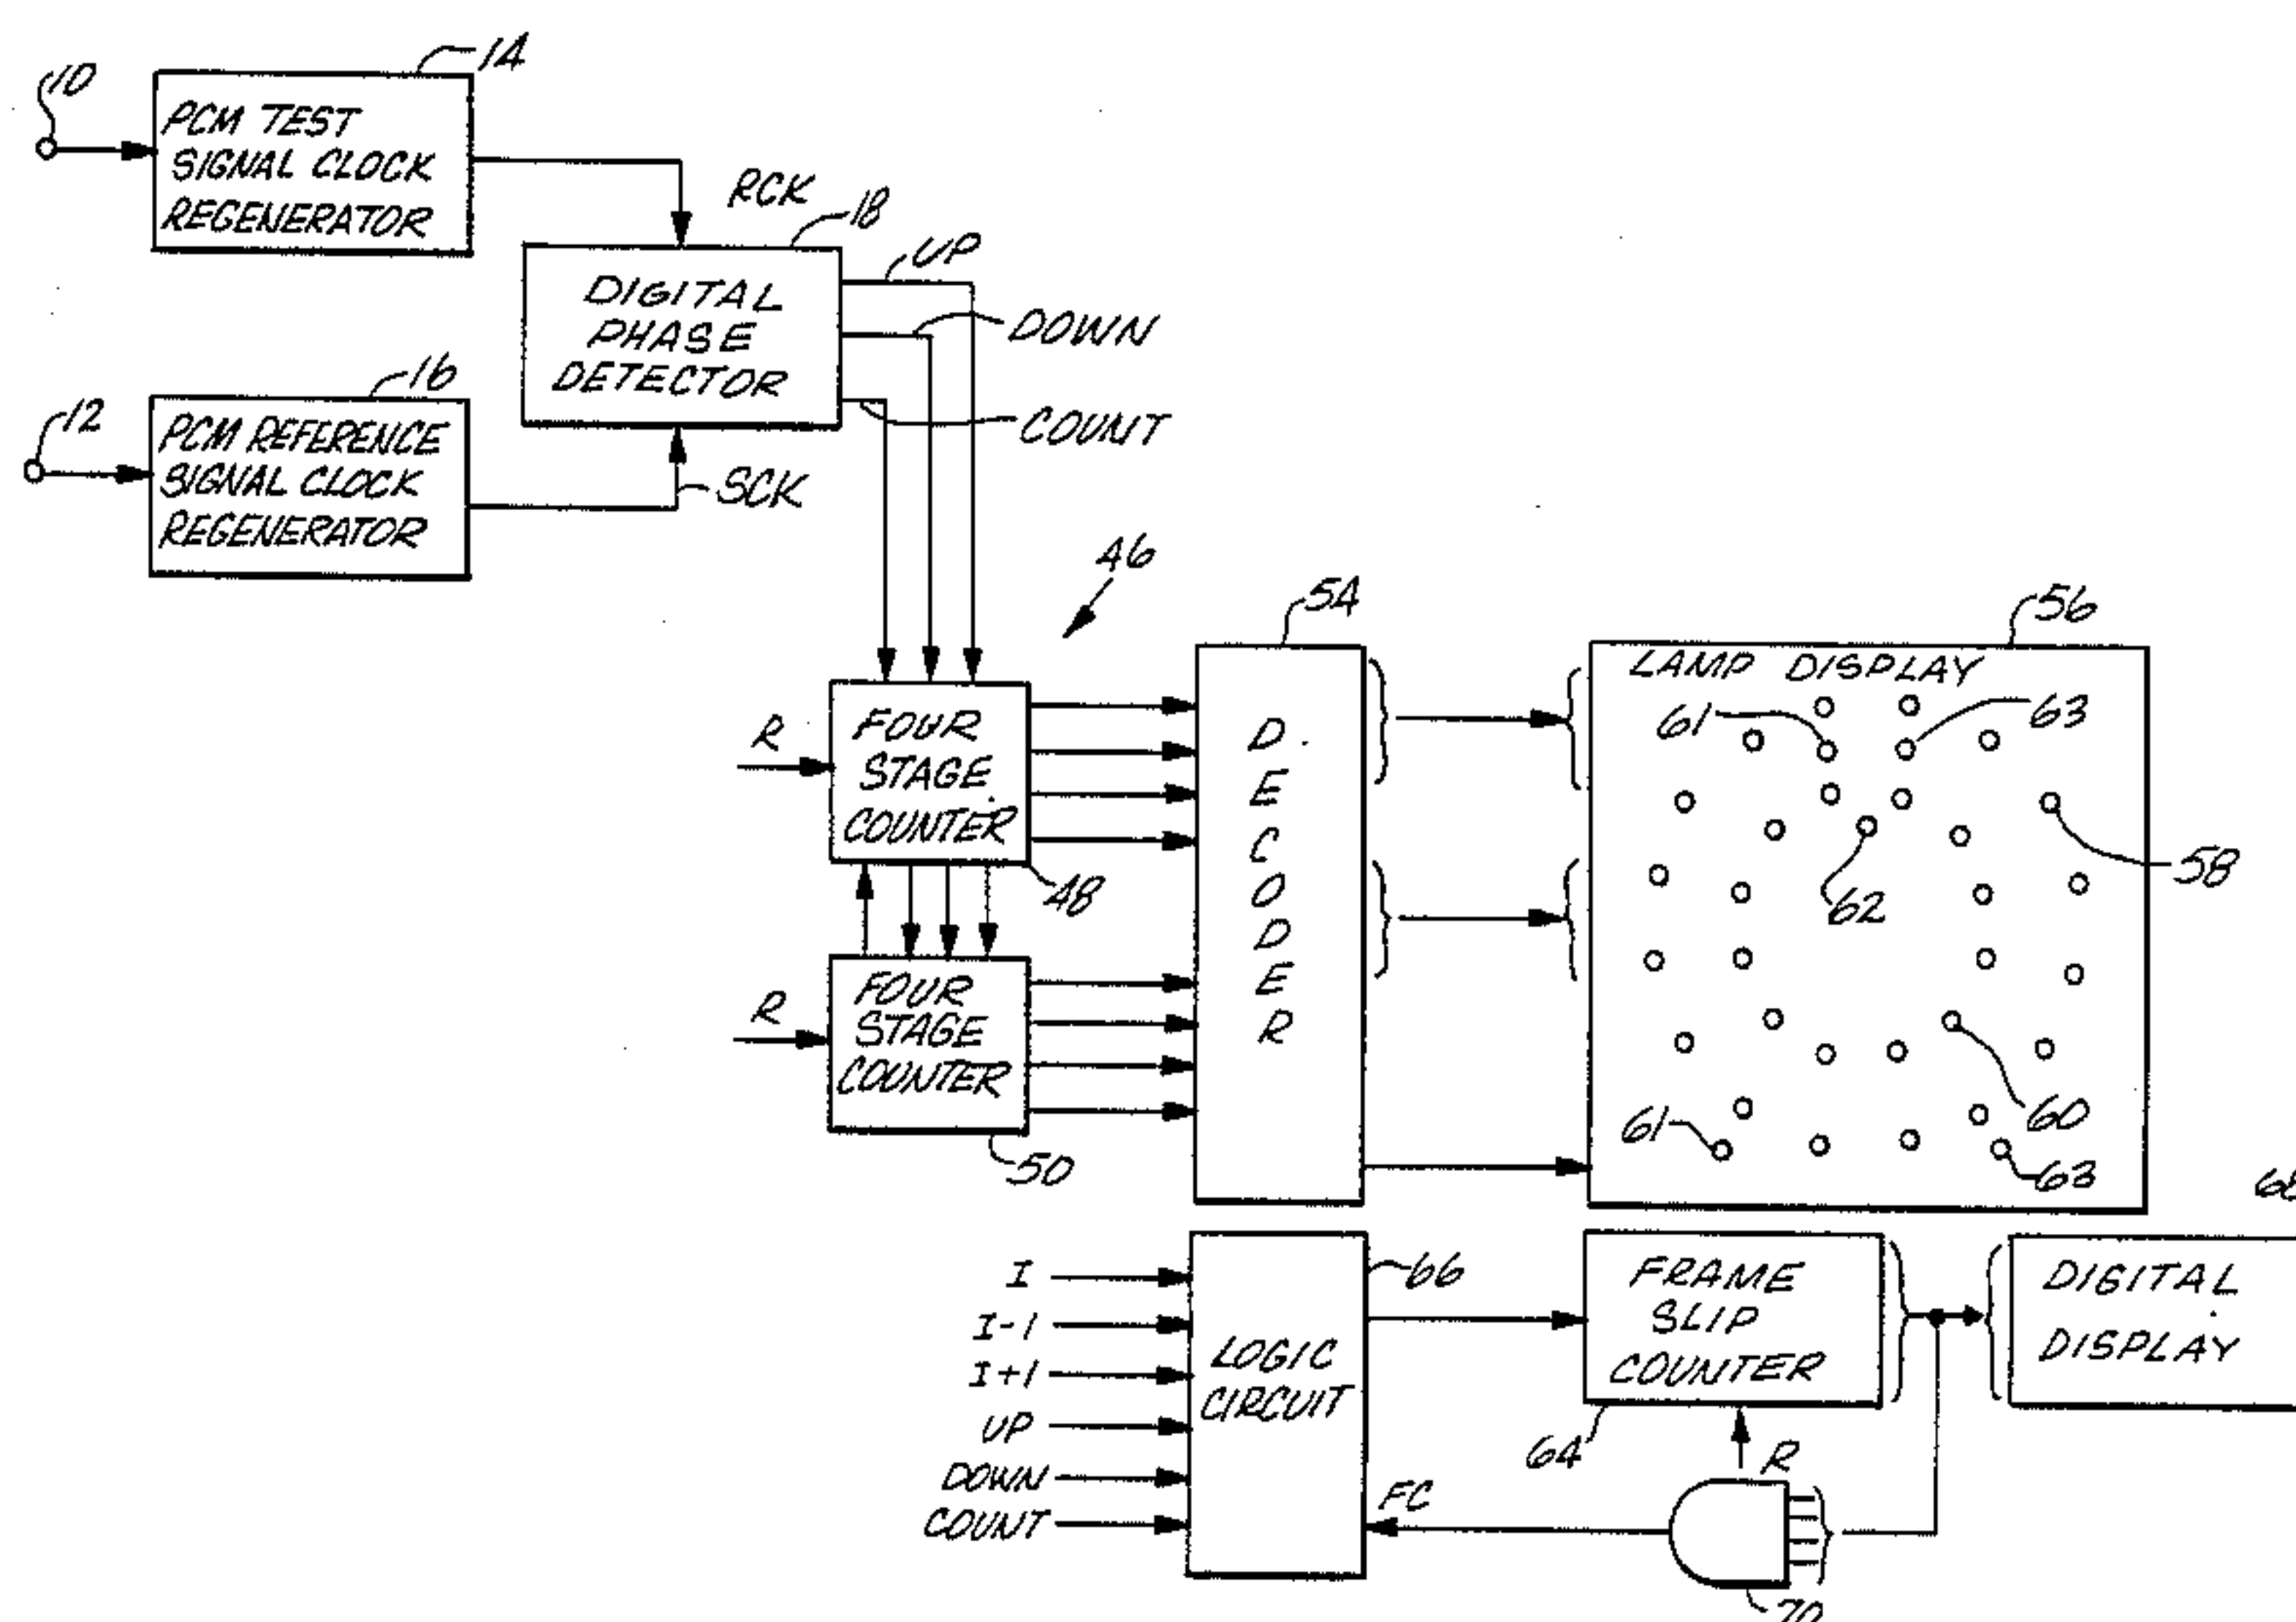 10
14
PCM TEST
SIGNAL CLOCK
REGENERATOR
RCK
18
UP
DIGITAL
PHASE
DETECTOR
DOWN
COUNT
12
16
PCM REFERENCE
SIGNAL CLOCK
REGENERATOR
SCK
46
54
56
R
FOUR
STAGE
COUNTER
48
R
FOUR
STAGE
COUNTER
50
DECODER
LAMP DISPLAY
61
63
58
62
60
61
63
I
I-1
I+1
UP
DOWN
COUNT
66
LOGIC
CIRCUIT
FRAME
SLIP
COUNTER
64
R
FC
DIGITAL
DISPLAY
70